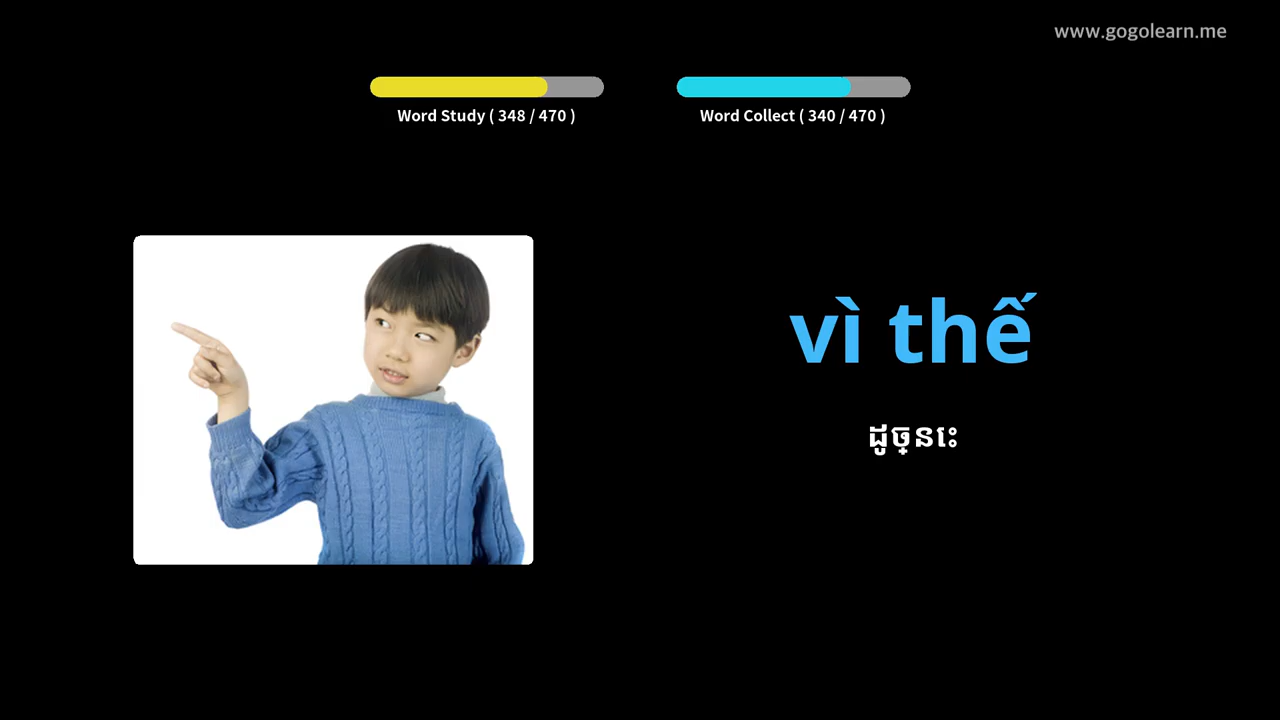 www.gogolearn.me
Word Study ( 348 / 470 )
Word Collect ( 340 / 470 )
vì thế
ដូច្នេះ